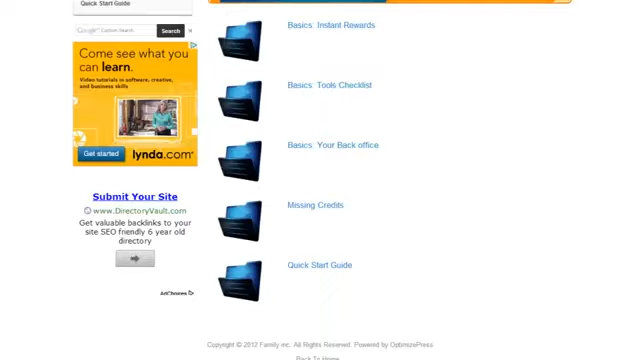 Quick Start Guide
Google Custom Search
Search
×
Come see what you
can learn.
Video tutorials in software, creative,
and business skills
Get started
lynda.com
Submit Your Site
www.DirectoryVault.com
Get valuable backlinks to your
site SEO friendly 6 year old
directory
AdChoices
Basics: Instant Rewards
Basics: Tools Checklist
Basics: Your Back office
Missing Credits
Quick Start Guide
Copyright © 2012 Family inc. All Rights Reserved. Powered by OptimizePress
Back To Home